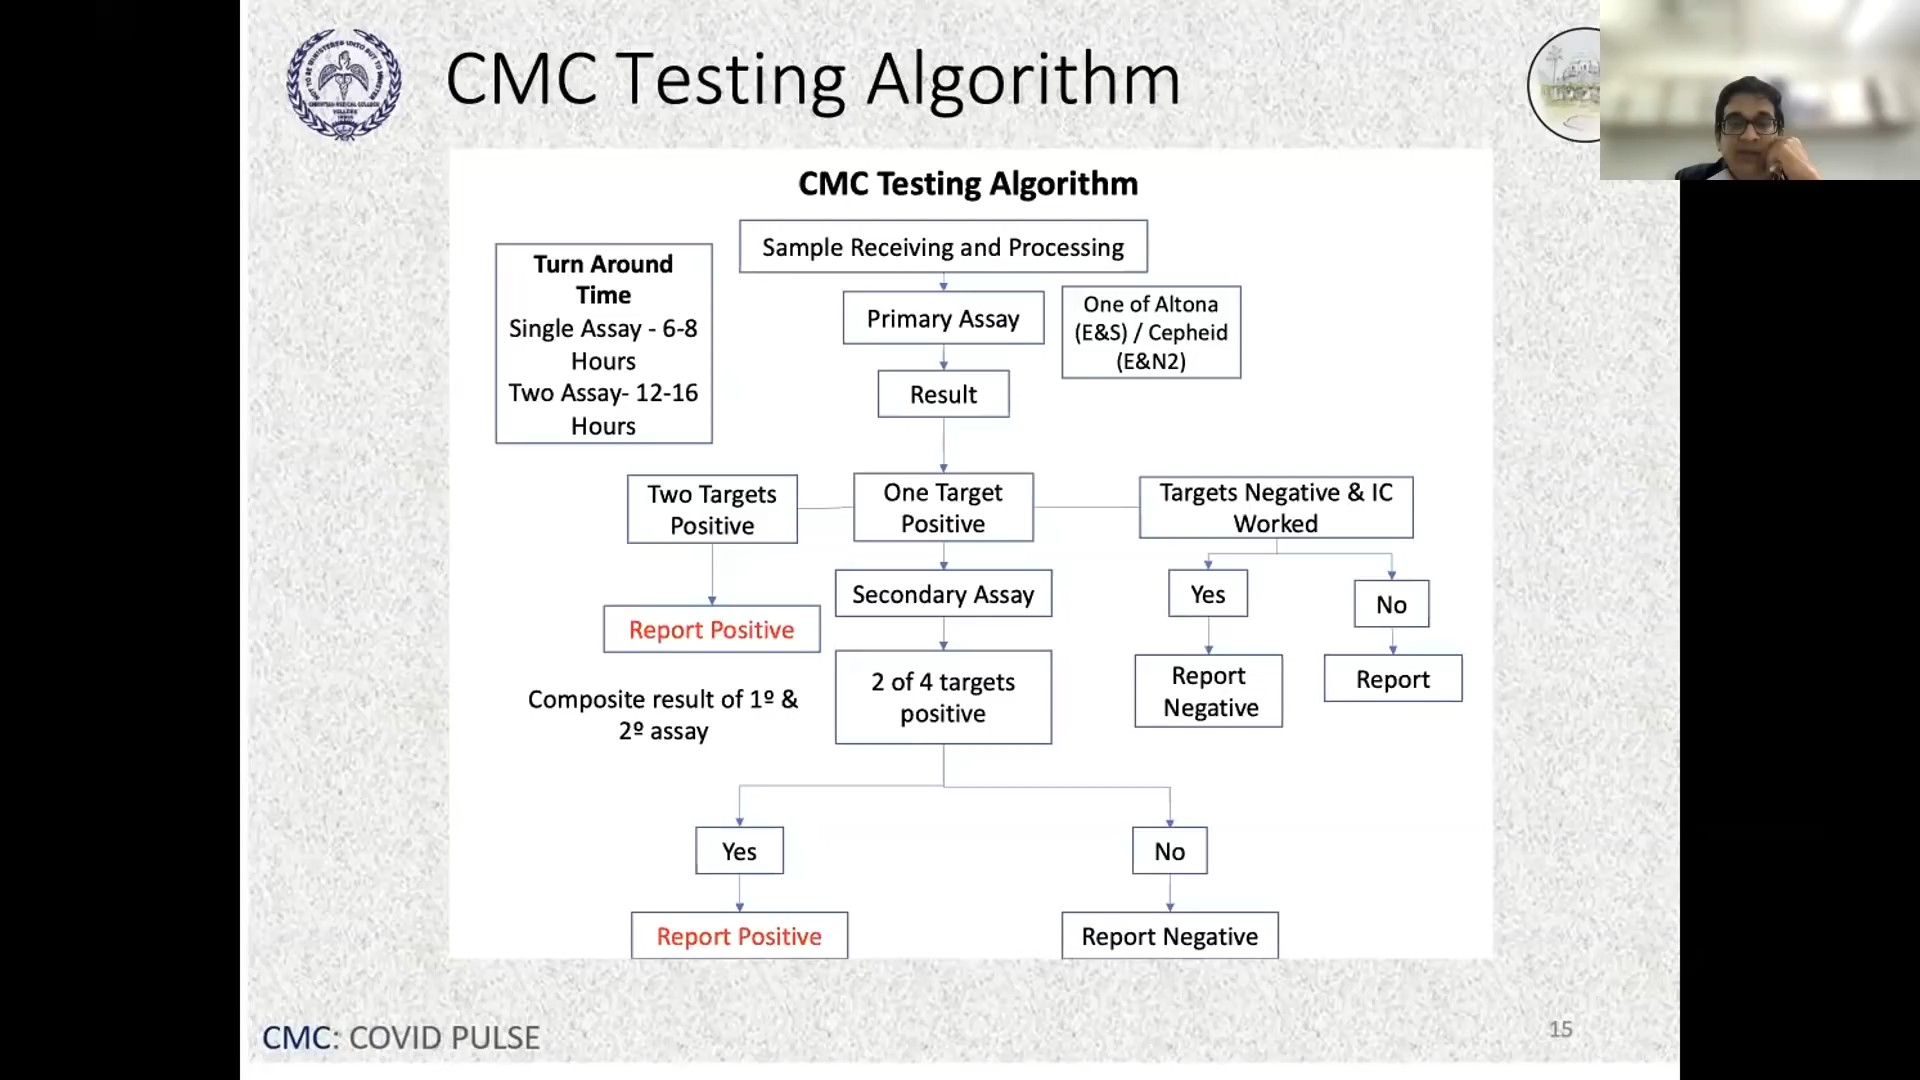 CMC Testing Algorithm
CMC Testing Algorithm
Sample Receiving and Processing
Turn Around
Time
Single Assay - 6-8
Hours
Two Assay- 12-16
Hours
Primary Assay
One of Altona
(E&S) / Cepheid
(E&N2)
Result
Two Targets
Positive
One Target
Positive
Targets Negative & IC
Worked
Secondary Assay
Yes
No
Report Positive
2 of 4 targets
positive
Report
Negative
Report
Composite result of 1º &
2º assay
Yes
No
Report Positive
Report Negative
CMC: COVID PULSE
15